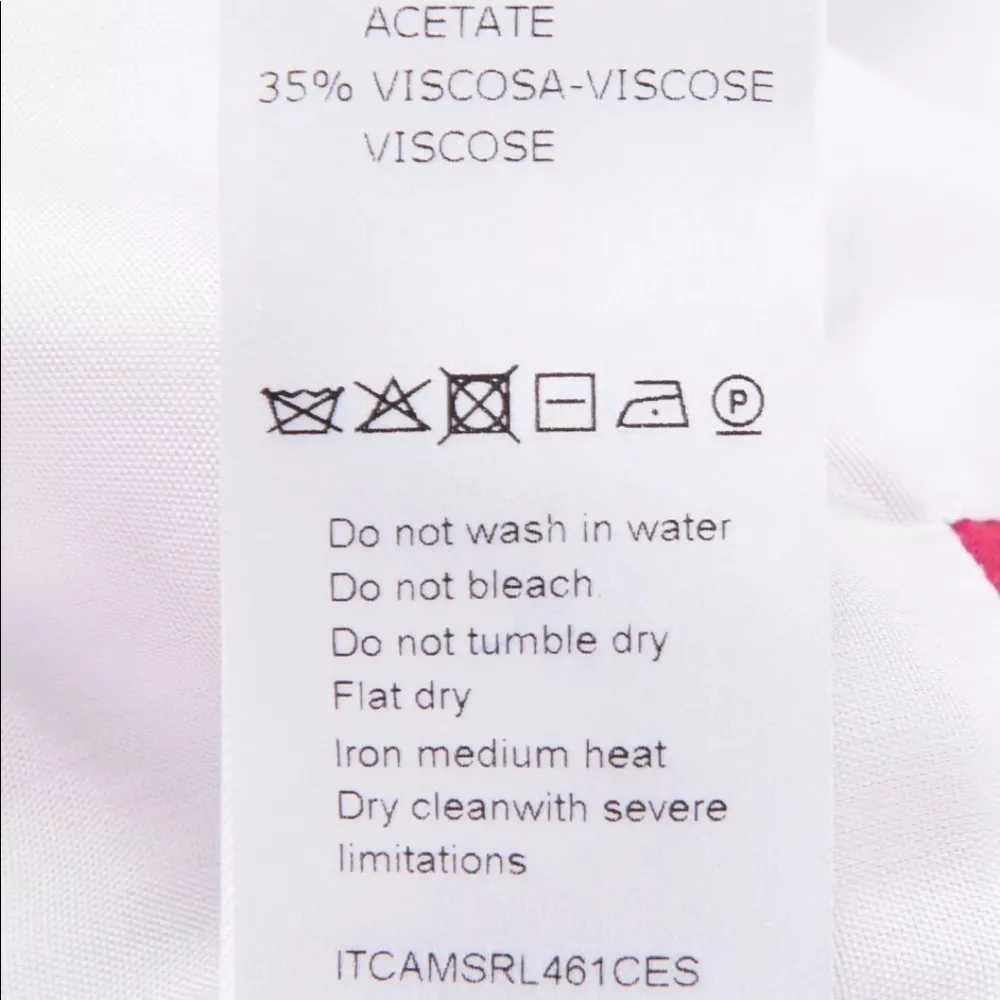 ACETATE
35% VISCOSA-VISCOSE
VISCOSE
P
Do not wash in water
Do not bleach.
Do not tumble dry
Flat dry
Iron medium heat
Dry cleanwith severe
limitations
ITCAMSRL461CES